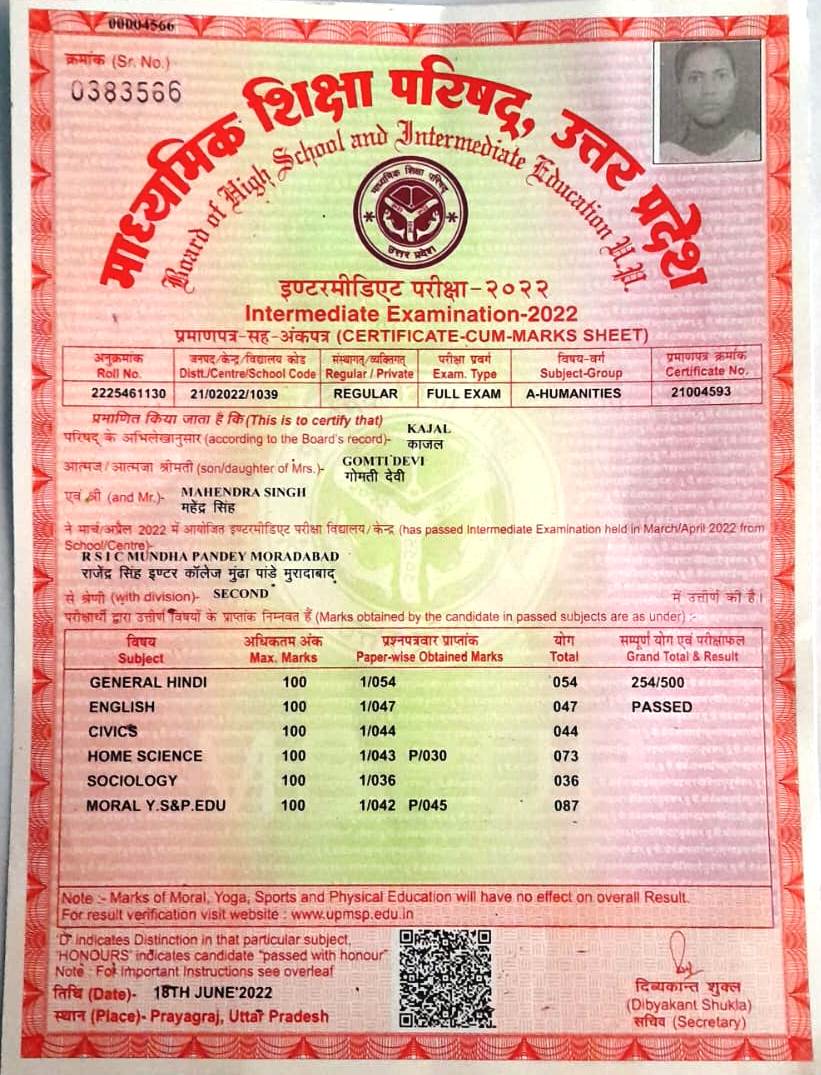 00004566
क्रमांक (Sr. No.)
0383566
माध्यमिक शिक्षा परिषद्, उत्तर प्रदेश
Board of High School and Intermediate Education U.P.
माध्यमिक शिक्षा परिषद्
उत्तर प्रदेश
इण्टरमीडिएट परीक्षा-२०२२
Intermediate Examination-2022
प्रमाणपत्र-सह-अंकपत्र (CERTIFICATE-CUM-MARKS SHEET)
अनुक्रमांक जनपद/केन्द्र/विद्यालय कोड संस्थागत/व्यक्तिगत परीक्षा प्रवर्ग विषय-वर्ग प्रमाणपत्र क्रमांक
Roll No. Distt./Centre/School Code Regular / Private Exam. Type Subject-Group Certificate No.
2225461130 21/02022/1039 REGULAR FULL EXAM A-HUMANITIES 21004593
प्रमाणित किया जाता है कि (This is to certify that)
KAJAL
परिषद् के अभिलेखानुसार (according to the Board's record)- काजल
GOMTI DEVI
आत्मज/आत्मजा श्रीमती (son/daughter of Mrs.)- गोमती देवी
एवं श्री (and Mr.)- MAHENDRA SINGH
महेंद्र सिंह
ने मार्च/अप्रैल 2022 में आयोजित इण्टरमीडिएट परीक्षा विद्यालय/केन्द्र (has passed Intermediate Examination held in March/April 2022 from
School/Centre)-
R S I C MUNDHA PANDEY MORADABAD
राजेंद्र सिंह इण्टर कॉलेज मुंढा पांडे मुरादाबाद
से श्रेणी (with division)- SECOND में उत्तीर्ण की है।
परीक्षार्थी द्वारा उत्तीर्ण विषयों के प्राप्तांक निम्नवत हैं (Marks obtained by the candidate in passed subjects are as under) :-
विषय अधिकतम अंक प्रश्नपत्रवार प्राप्तांक योग सम्पूर्ण योग एवं परीक्षाफल
Subject Max. Marks Paper-wise Obtained Marks Total Grand Total & Result
GENERAL HINDI 100 1/054 054 254/500
ENGLISH 100 1/047 047 PASSED
CIVICS 100 1/044 044
HOME SCIENCE 100 1/043 P/030 073
SOCIOLOGY 100 1/036 036
MORAL Y.S&P.EDU 100 1/042 P/045 087
Note :- Marks of Moral, Yoga, Sports and Physical Education will have no effect on overall Result.
For result verification visit website : www.upmsp.edu.in
'D' indicates Distinction in that particular subject,
'HONOURS' indicates candidate "passed with honour"
Note : For Important Instructions see overleaf
तिथि (Date)- 18TH JUNE'2022
स्थान (Place)- Prayagraj, Uttar Pradesh
दिब्यकान्त शुक्ल
(Dibyakant Shukla)
सचिव (Secretary)